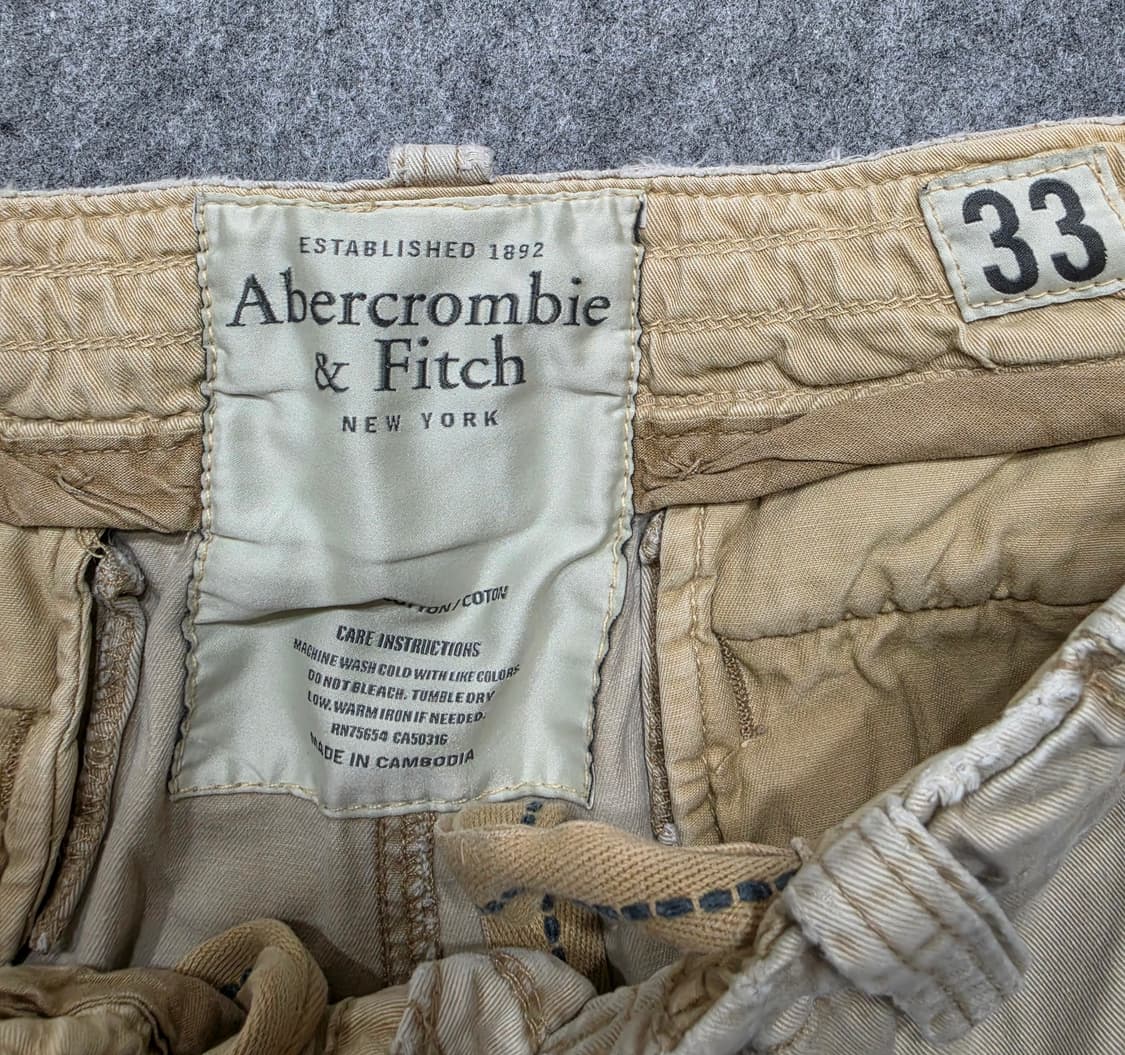 ESTABLISHED 1892
Abercrombie
& Fitch
NEW YORK
33
COTTON/COTON
CARE INSTRUCTIONS
MACHINE WASH COLD WITH LIKE COLORS
DO NOT BLEACH. TUMBLE DRY
LOW. WARM IRON IF NEEDED.
RN75654 CA50316
MADE IN CAMBODIA